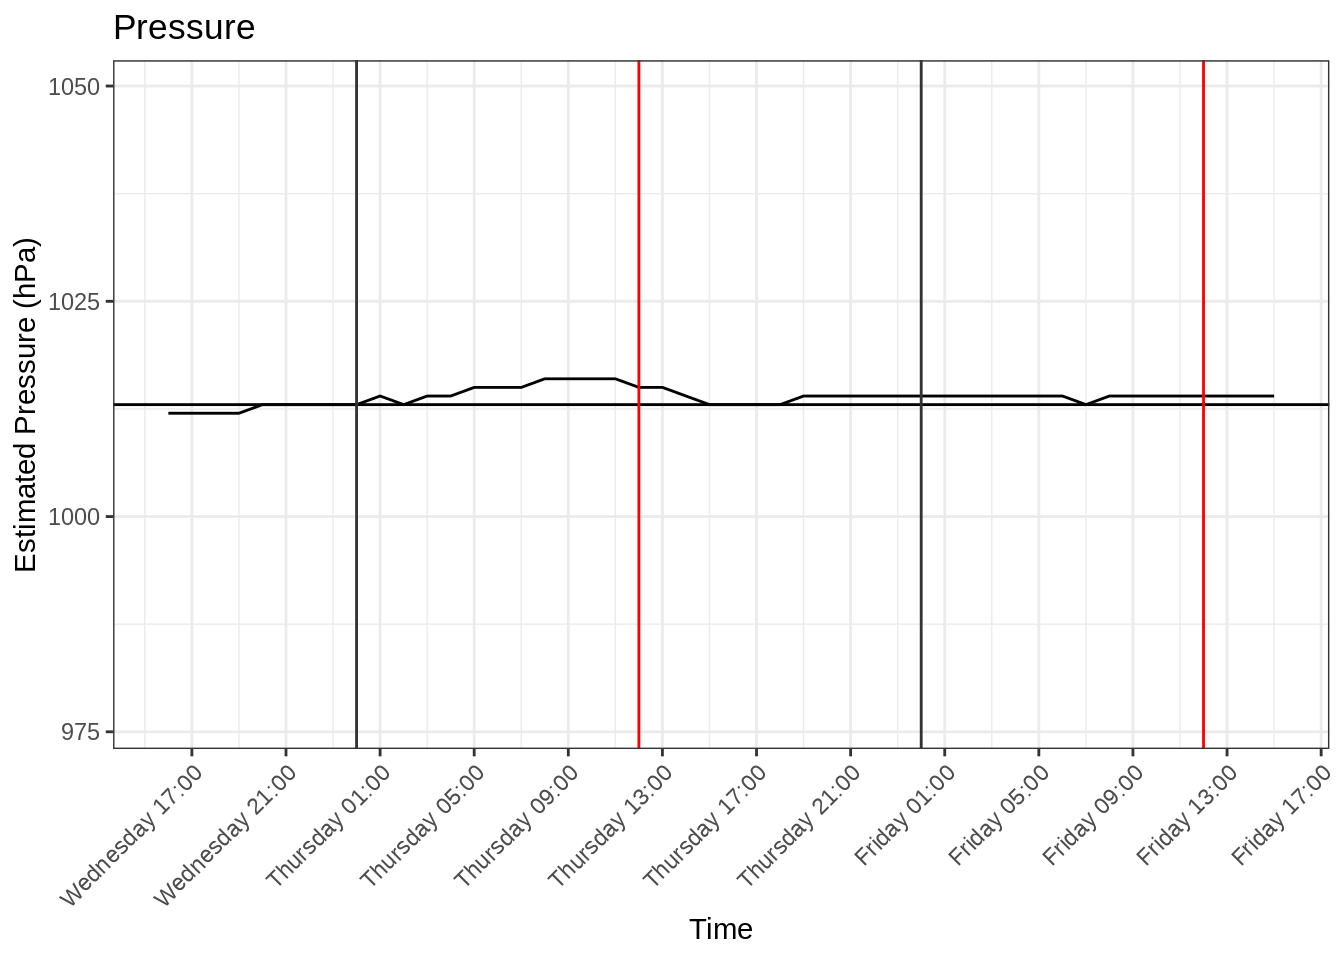 Pressure
Estimated Pressure (hPa)
1050
1025
1000
975
Wednesday 17:00
Wednesday 21:00
Thursday 01:00
Thursday 05:00
Thursday 09:00
Thursday 13:00
Thursday 17:00
Thursday 21:00
Friday 01:00
Friday 05:00
Friday 09:00
Friday 13:00
Friday 17:00
Time